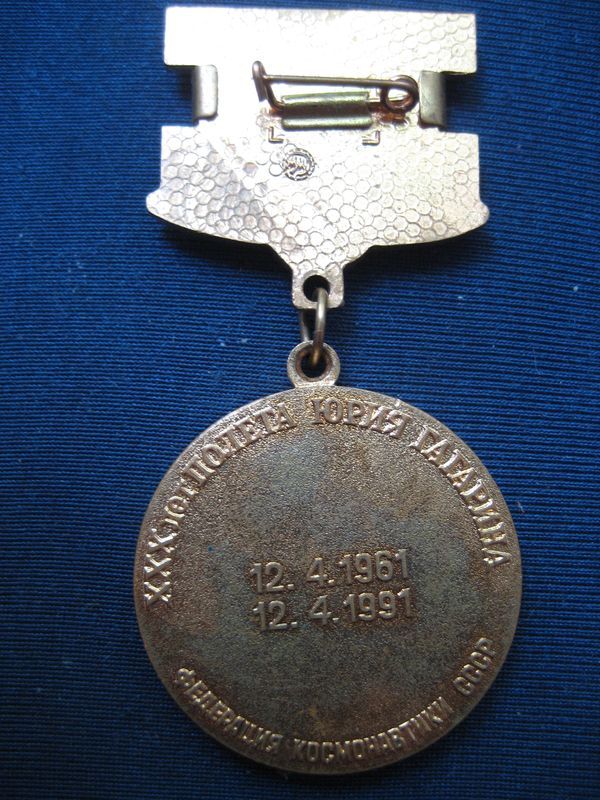 XXX лет ПОЛЕТА ЮРИЯ ГАГАРИНА
12. 4. 1961
12. 4. 1991
ФЕДЕРАЦИЯ КОСМОНАВТИКИ СССР